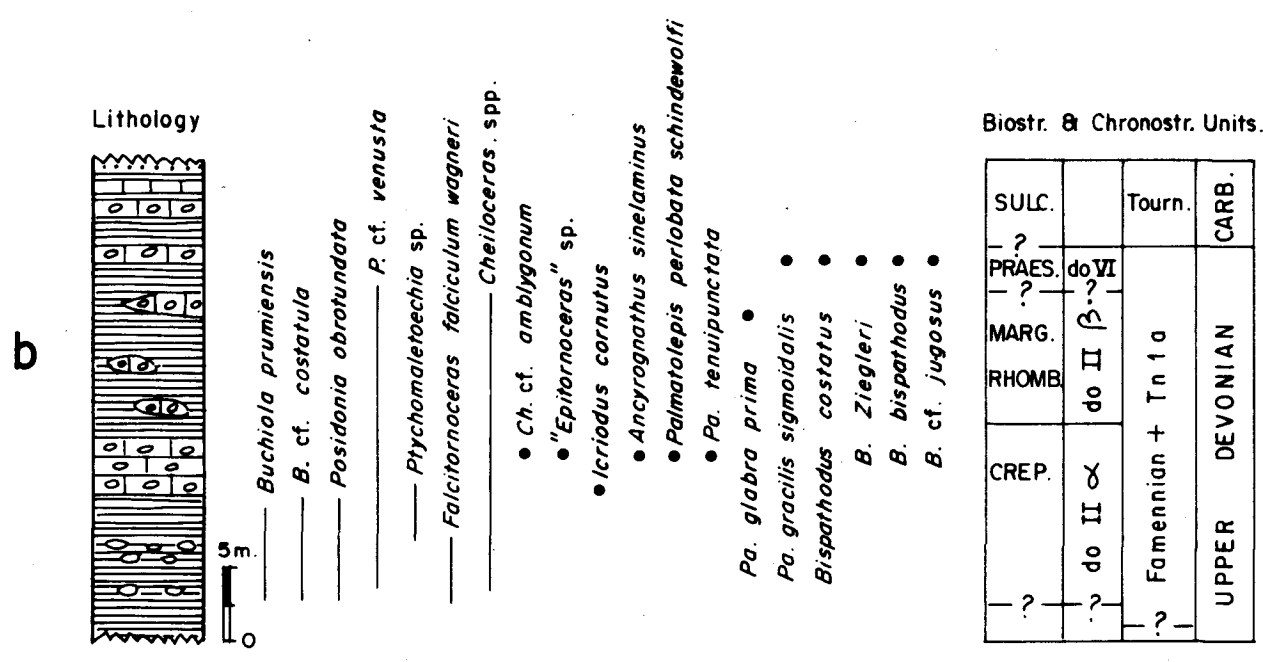 b
Lithology
5m.
0
Buchiola prumiensis
B. cf. costatula
Posidonia obrotundata
P. cf. venusta
Ptychomaletoechia sp.
Falcitornoceras falciculum wagneri
Cheiloceras. spp.
Ch. cf. amblygonum
"Epitornoceras" sp.
Icriodus cornutus
Ancyrognathus sinelaminus
Palmatolepis perlobata schindewolfi
Pa. tenuipunctata
Pa. glabra prima
Pa. gracilis sigmoidalis
Bispathodus costatus
B. Ziegleri
B. bispathodus
B. cf. jugosus
Biostr. & Chronostr. Units.
SULC.
?
PRAES.
?
MARG.
RHOMB.
CREP.
?
do VI
?
do II β
do II α
?
Tourn.
Famennian + Tn1a
?
CARB.
UPPER DEVONIAN